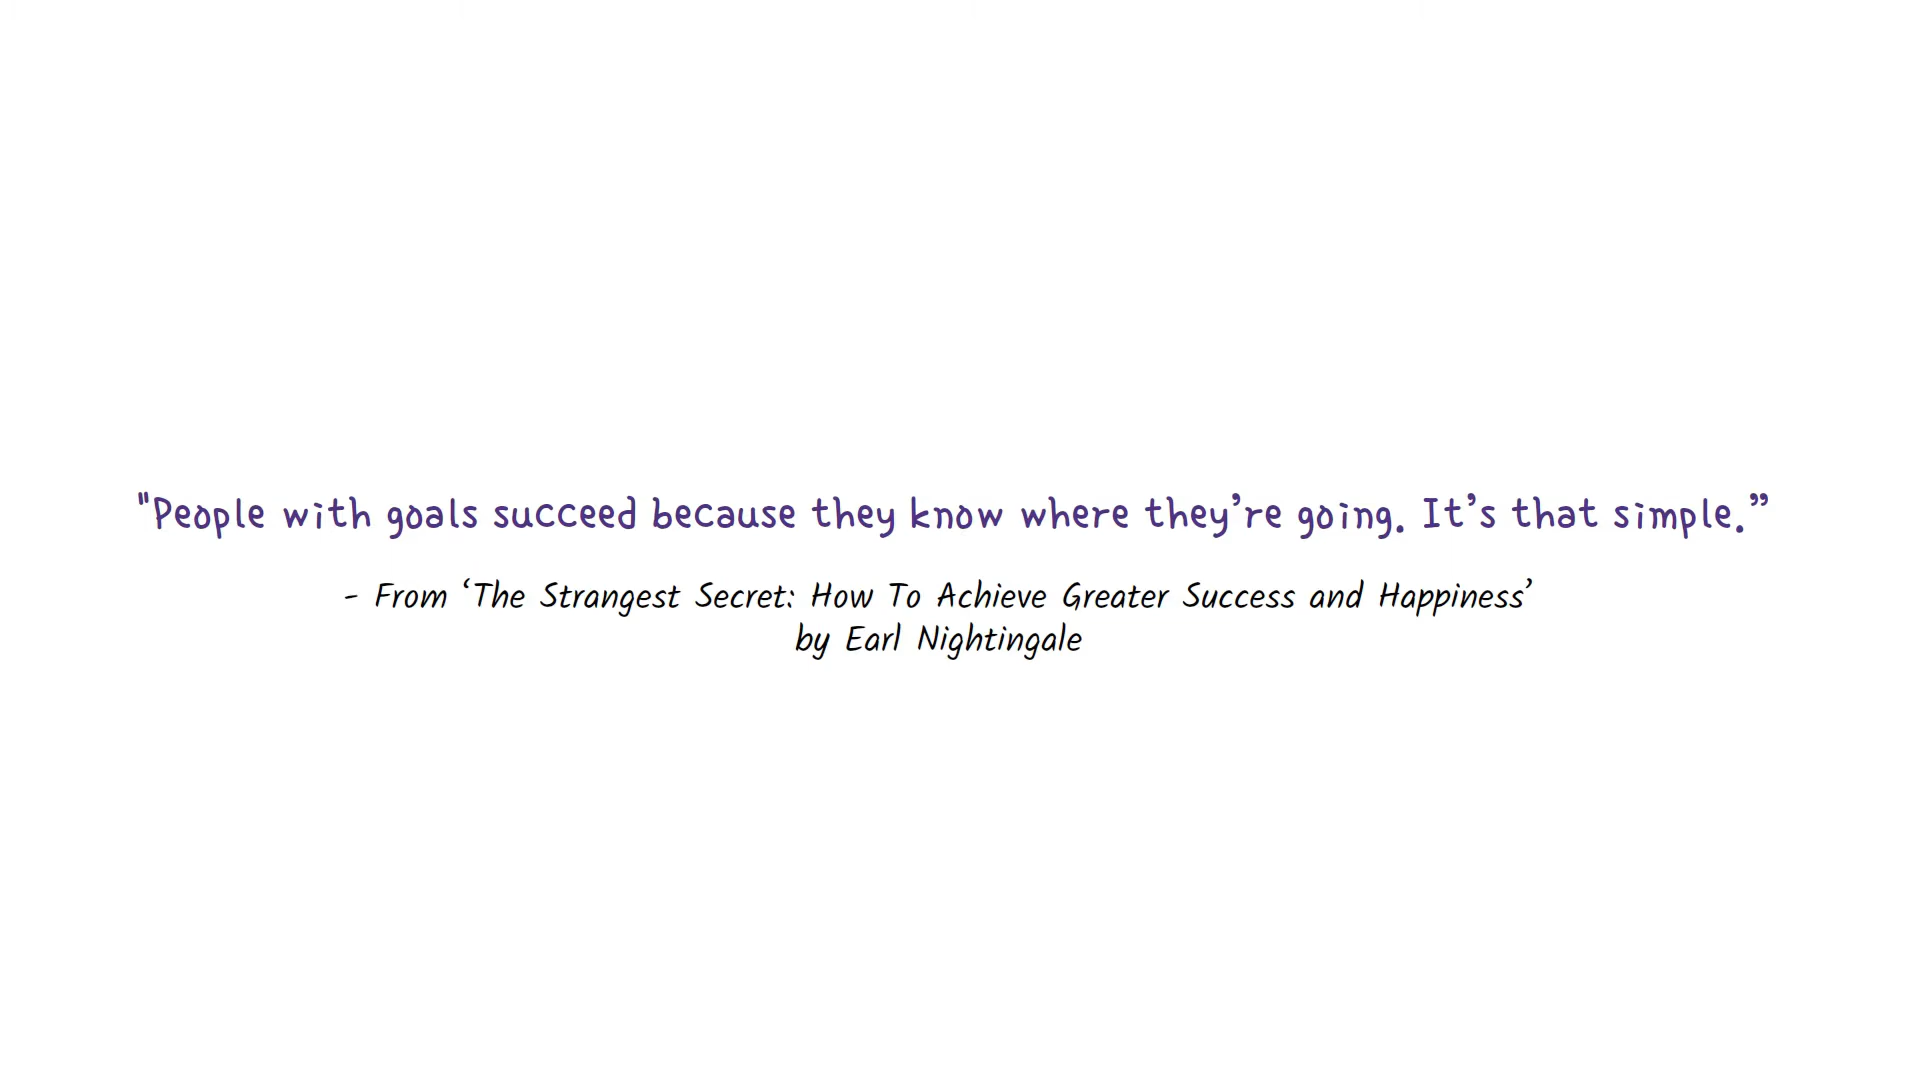 "People with goals succeed because they know where they’re going. It’s that simple.”
- From ‘The Strangest Secret: How To Achieve Greater Success and Happiness’
by Earl Nightingale